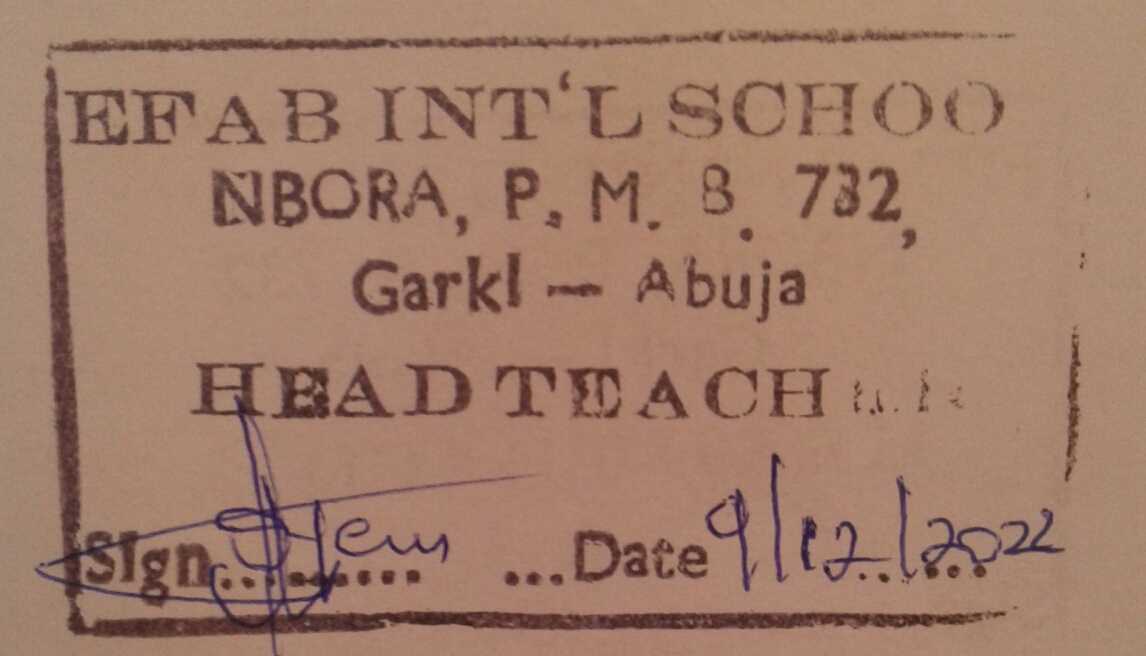 EFAB INT'L SCHOO
NBORA, P. M. B. 732,
Garkl — Abuja
HEAD TEACH
Sign.......... ...Date 9/12/2022